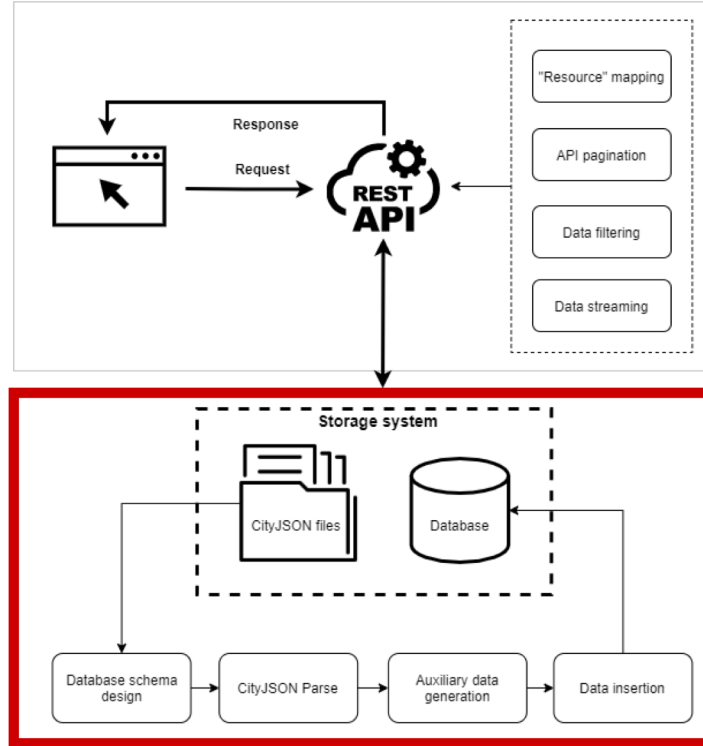 "Resource" mapping
Response
Request
REST
API
API pagination
Data filtering
Data streaming
Storage system
CityJSON files
Database
Database schema
design
CityJSON Parse
Auxiliary data
generation
Data insertion